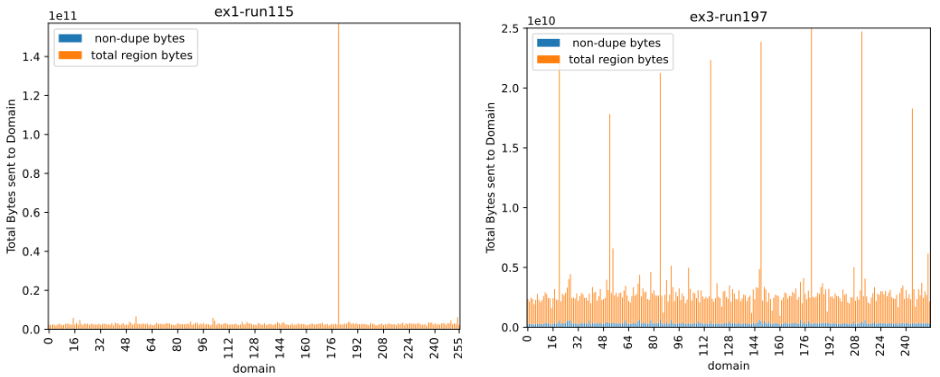 ex1-run115
1e11
non-dupe bytes
total region bytes
Total Bytes sent to Domain
1.4
1.2
1.0
0.8
0.6
0.4
0.2
0.0
0 16 32 48 64 80 96 112 128 144 160 176 192 208 224 240 255
domain
ex3-run197
1e10
non-dupe bytes
total region bytes
Total Bytes sent to Domain
2.5
2.0
1.5
1.0
0.5
0.0
0 16 32 48 64 80 96 112 128 144 160 176 192 208 224 240
domain